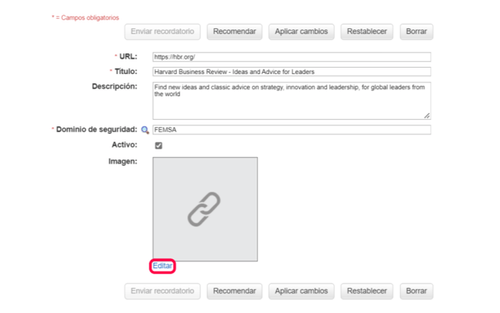 * = Campos obligatorios
Enviar recordatorio Recomendar Aplicar cambios Restablecer Borrar
* URL: https://hbr.org/
* Título: Harvard Business Review - Ideas and Advice for Leaders
Descripción: Find new ideas and classic advice on strategy, innovation and leadership, for global leaders from
the world
* Dominio de seguridad: FEMSA
Activo:
Imagen:
Editar
Enviar recordatorio Recomendar Aplicar cambios Restablecer Borrar